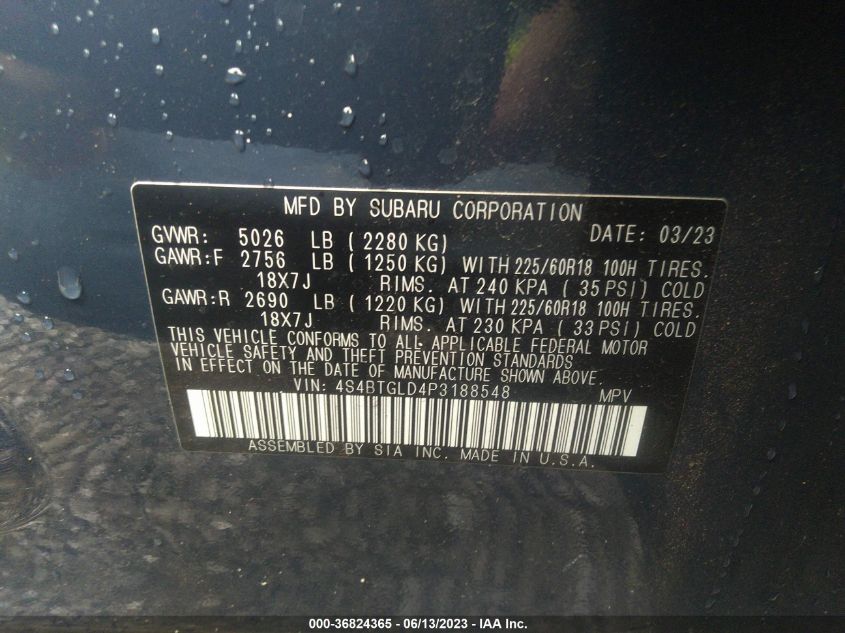 MFD BY SUBARU CORPORATION
GVWR: 5026 LB ( 2280 KG) DATE: 03/23
GAWR:F 2756 LB ( 1250 KG) WITH 225/60R18 100H TIRES.
18X7J RIMS. AT 240 KPA ( 35 PSI) COLD
GAWR:R 2690 LB ( 1220 KG) WITH 225/60R18 100H TIRES.
18X7J RIMS. AT 230 KPA ( 33 PSI) COLD
THIS VEHICLE CONFORMS TO ALL APPLICABLE FEDERAL MOTOR
VEHICLE SAFETY AND THEFT PREVENTION STANDARDS
IN EFFECT ON THE DATE OF MANUFACTURE SHOWN ABOVE.
VIN: 4S4BTGLD4P3188548 MPV
ASSEMBLED BY SIA INC. MADE IN U.S.A.
000-36824365 - 06/13/2023 - IAA Inc.